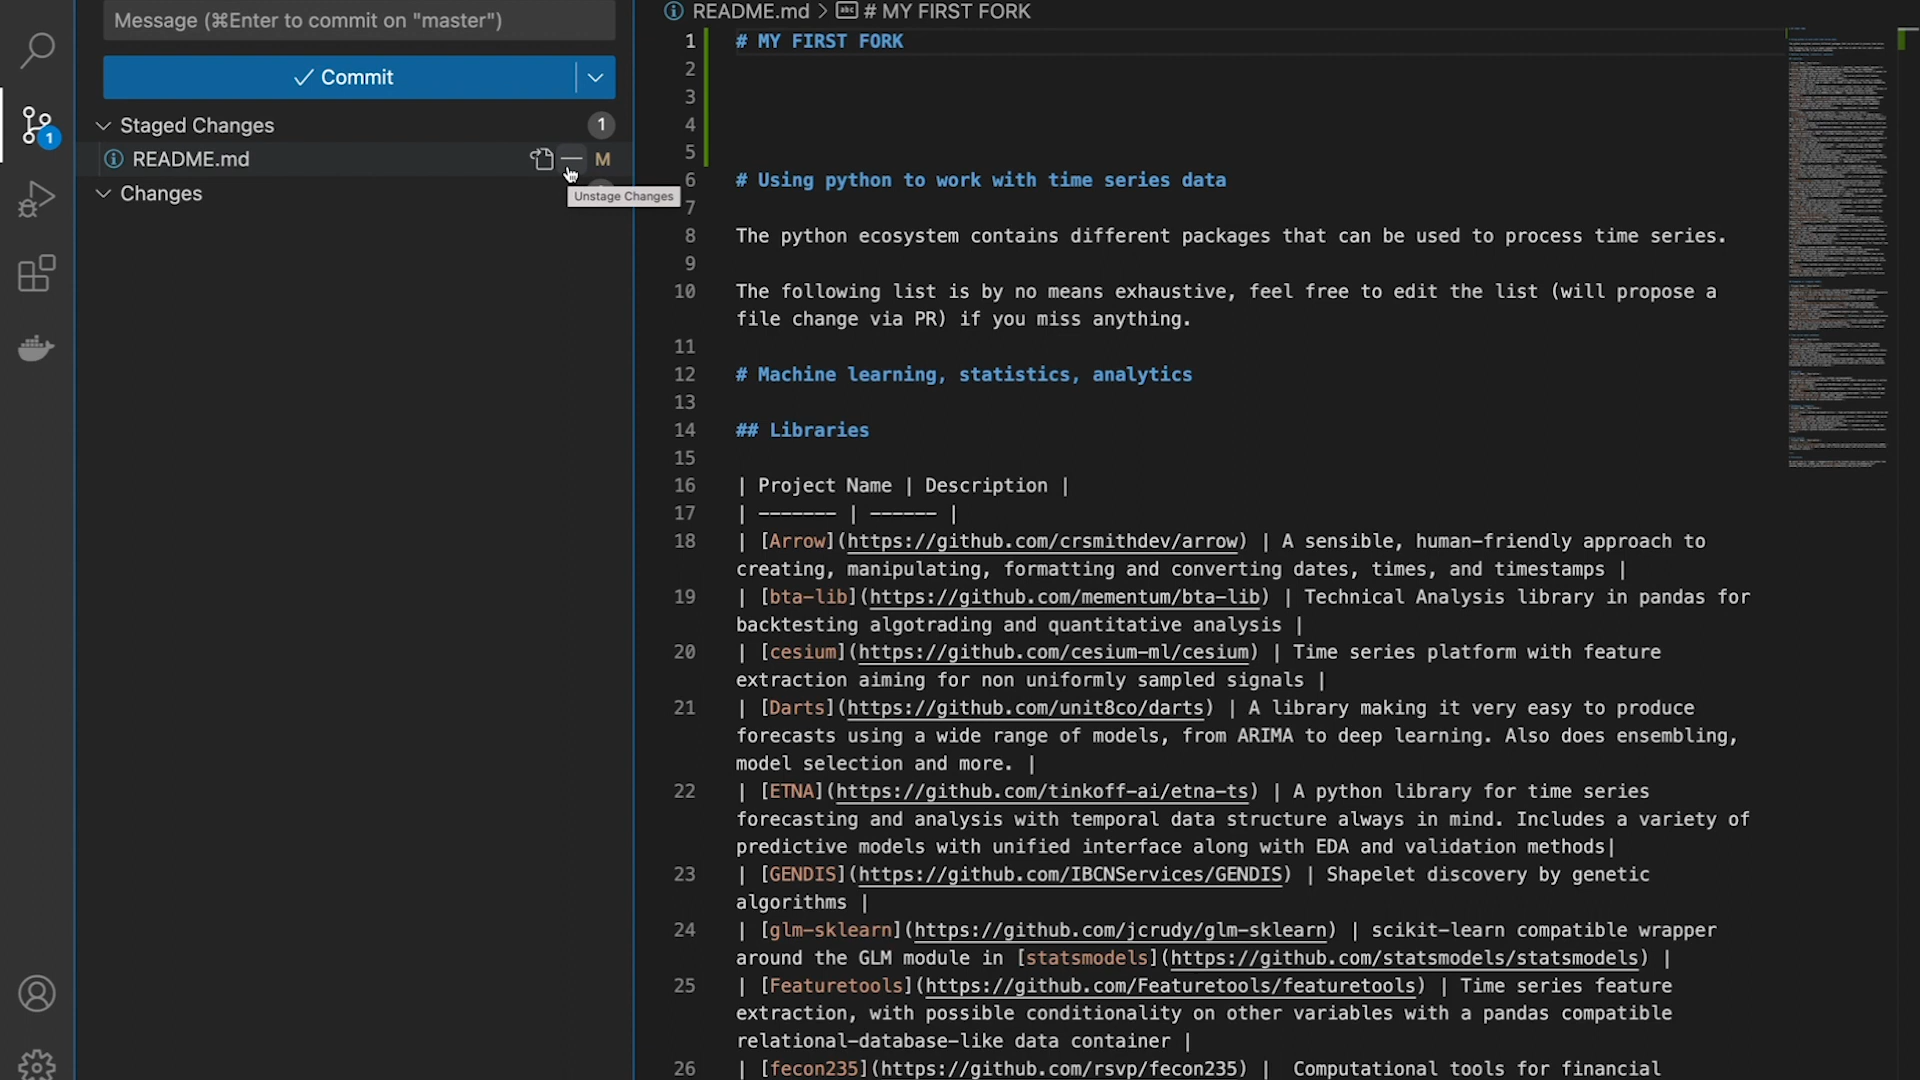 Message (⌘Enter to commit on "master")
✓ Commit
Staged Changes 1
README.md M
Unstage Changes
Changes
1
README.md > # MY FIRST FORK
1 # MY FIRST FORK
2
3
4
5
6 # Using python to work with time series data
7
8 The python ecosystem contains different packages that can be used to process time series.
9
10 The following list is by no means exhaustive, feel free to edit the list (will propose a
file change via PR) if you miss anything.
11
12 # Machine learning, statistics, analytics
13
14 ## Libraries
15
16 | Project Name | Description |
17 | ------- | ------ |
18 | [Arrow](https://github.com/crsmithdev/arrow) | A sensible, human-friendly approach to
creating, manipulating, formatting and converting dates, times, and timestamps |
19 | [bta-lib](https://github.com/mementum/bta-lib) | Technical Analysis library in pandas for
backtesting algotrading and quantitative analysis |
20 | [cesium](https://github.com/cesium-ml/cesium) | Time series platform with feature
extraction aiming for non uniformly sampled signals |
21 | [Darts](https://github.com/unit8co/darts) | A library making it very easy to produce
forecasts using a wide range of models, from ARIMA to deep learning. Also does ensembling,
model selection and more. |
22 | [ETNA](https://github.com/tinkoff-ai/etna-ts) | A python library for time series
forecasting and analysis with temporal data structure always in mind. Includes a variety of
predictive models with unified interface along with EDA and validation methods|
23 | [GENDIS](https://github.com/IBCNServices/GENDIS) | Shapelet discovery by genetic
algorithms |
24 | [glm-sklearn](https://github.com/jcrudy/glm-sklearn) | scikit-learn compatible wrapper
around the GLM module in [statsmodels](https://github.com/statsmodels/statsmodels) |
25 | [Featuretools](https://github.com/Featuretools/featuretools) | Time series feature
extraction, with possible conditionality on other variables with a pandas compatible
relational-database-like data container |
26 | [fecon235](https://github.com/rsvp/fecon235) |  Computational tools for financial